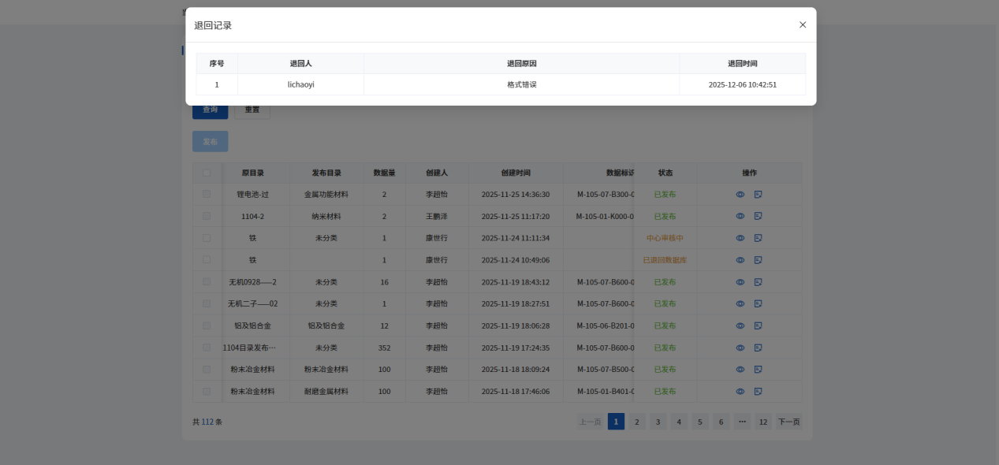 退回记录
序号 退回人 退回原因 退回时间
1 lichaoyi 格式错误 2025-12-06 10:42:51
查询 重置
发布
原目录 发布目录 数据量 创建人 创建时间 数据标识 状态 操作
锂电池-过 金属功能材料 2 李超怡 2025-11-25 14:36:30 M-105-07-B300-0 已发布
1104-2 纳米材料 2 王鹏洋 2025-11-25 11:17:20 M-105-01-K000-0 已发布
铁 未分类 1 康世行 2025-11-24 11:11:34 中心审核中
铁 1 康世行 2025-11-24 10:49:06 已退回数据库
无机0928——2 未分类 16 李超怡 2025-11-19 18:43:12 M-105-07-B600-0 已发布
无机二子——02 未分类 1 李超怡 2025-11-19 18:27:51 M-105-07-B600-0 已发布
铝及铝合金 铝及铝合金 12 李超怡 2025-11-19 18:06:28 M-105-06-B201-0 已发布
1104目录发布… 未分类 352 李超怡 2025-11-19 17:24:35 M-105-07-B600-0 已发布
粉末冶金材料 粉末冶金材料 100 李超怡 2025-11-18 18:09:24 M-105-07-B500-0 已发布
粉末冶金材料 耐磨金属材料 100 李超怡 2025-11-18 17:46:06 M-105-01-B401-0 已发布
共 112 条 上一页 1 2 3 4 5 6 ··· 12 下一页